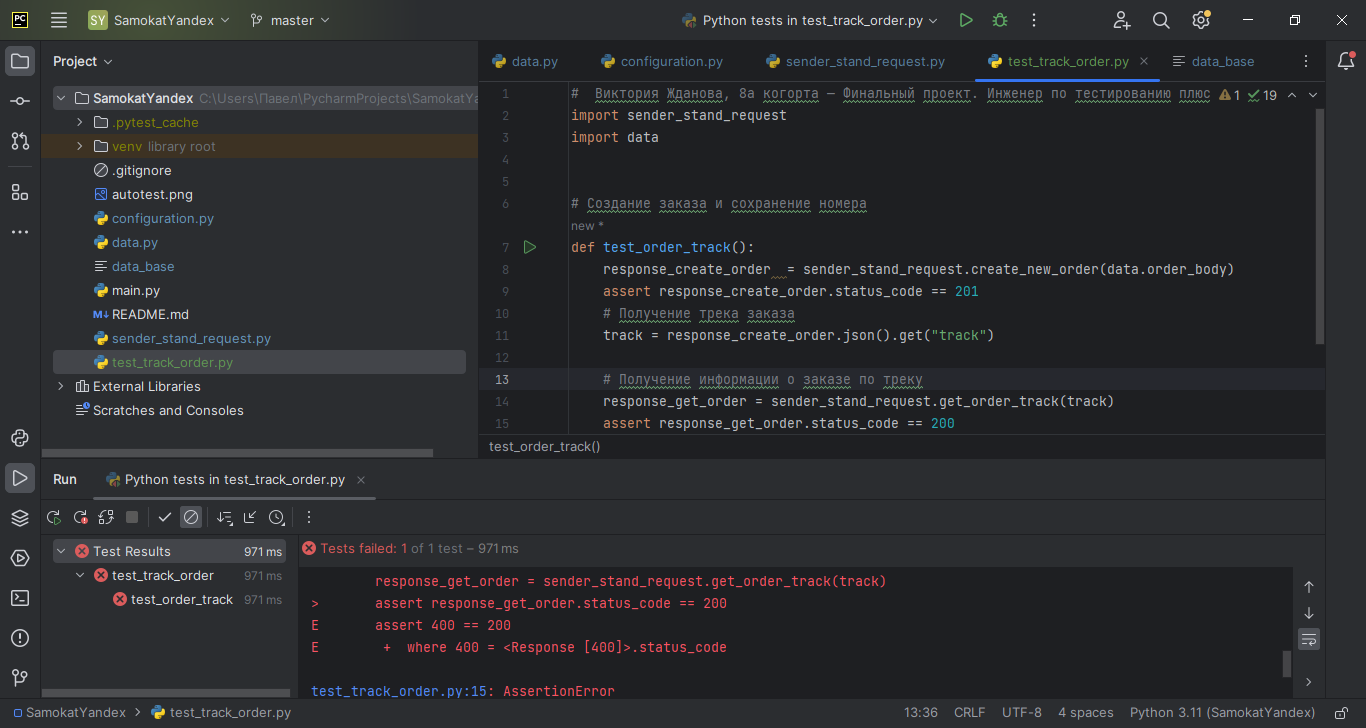 PC SY SamokatYandex master Python tests in test_track_order.py
Project
SamokatYandex C:\Users\Павел\PycharmProjects\SamokatYa
.pytest_cache
venv library root
.gitignore
autotest.png
configuration.py
data.py
data_base
main.py
M↓ README.md
sender_stand_request.py
test_track_order.py
External Libraries
Scratches and Consoles
data.py configuration.py sender_stand_request.py test_track_order.py data_base
1 # Виктория Жданова, 8а когорта — Финальный проект. Инженер по тестированию плюс 1 19
2 import sender_stand_request
3 import data
4
5
6 # Создание заказа и сохранение номера
new *
7 def test_order_track():
8 response_create_order = sender_stand_request.create_new_order(data.order_body)
9 assert response_create_order.status_code == 201
10 # Получение трека заказа
11 track = response_create_order.json().get("track")
12
13 # Получение информации о заказе по треку
14 response_get_order = sender_stand_request.get_order_track(track)
15 assert response_get_order.status_code == 200
test_order_track()
Run Python tests in test_track_order.py
Test Results 971 ms
test_track_order 971 ms
test_order_track 971 ms
Tests failed: 1 of 1 test – 971 ms
response_get_order = sender_stand_request.get_order_track(track)
> assert response_get_order.status_code == 200
E assert 400 == 200
E + where 400 = <Response [400]>.status_code
test_track_order.py:15: AssertionError
SamokatYandex > test_track_order.py 13:36 CRLF UTF-8 4 spaces Python 3.11 (SamokatYandex)